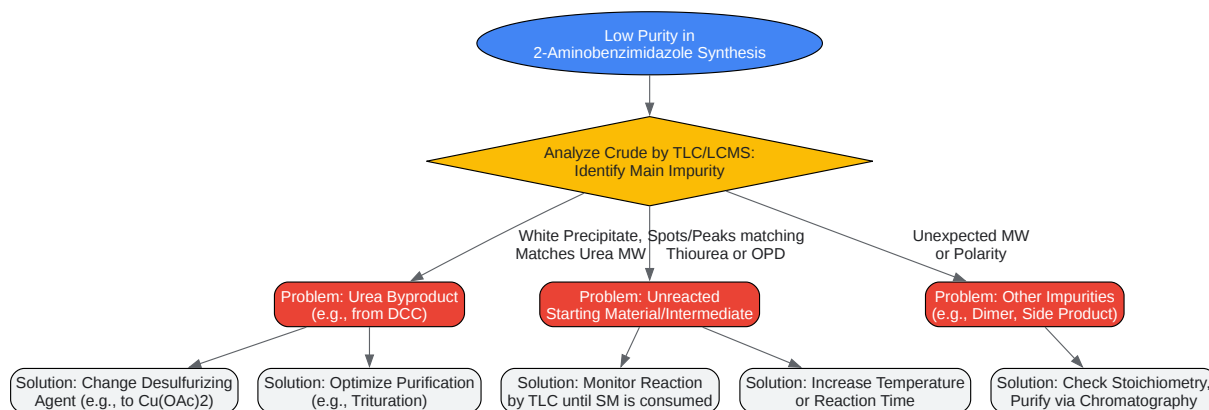 Low Purity in
2-Aminobenzimidazole Synthesis
Analyze Crude by TLC/LCMS:
Identify Main Impurity
White Precipitate,
Matches Urea MW
Spots/Peaks matching
Thiourea or OPD
Unexpected MW
or Polarity
Problem: Urea Byproduct
(e.g., from DCC)
Problem: Unreacted
Starting Material/Intermediate
Problem: Other Impurities
(e.g., Dimer, Side Product)
Solution: Change Desulfurizing
Agent (e.g., to Cu(OAc)2)
Solution: Optimize Purification
(e.g., Trituration)
Solution: Monitor Reaction
by TLC until SM is consumed
Solution: Increase Temperature
or Reaction Time
Solution: Check Stoichiometry,
Purify via Chromatography